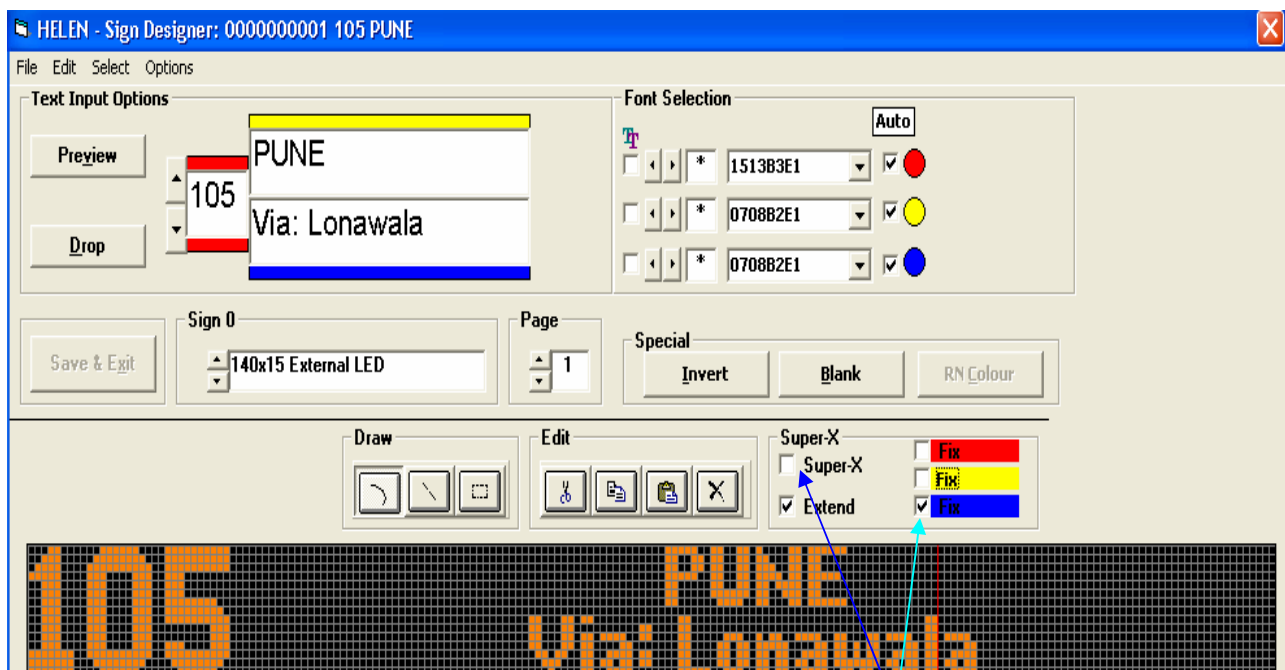 HELEN - Sign Designer: 0000000001 105 PUNE
File Edit Select Options
Text Input Options
Font Selection
Auto
Preview
PUNE
105
Via: Lonawala
Drop
* 1513B3E1
* 0708B2E1
* 0708B2E1
Save & Exit
Sign 0
140x15 External LED
Page
1
Special
Invert
Blank
RN Colour
Draw
Edit
Super-X
Super-X
Extend
Fix
Fix
Fix
105
PUNE
Via: Lonawala